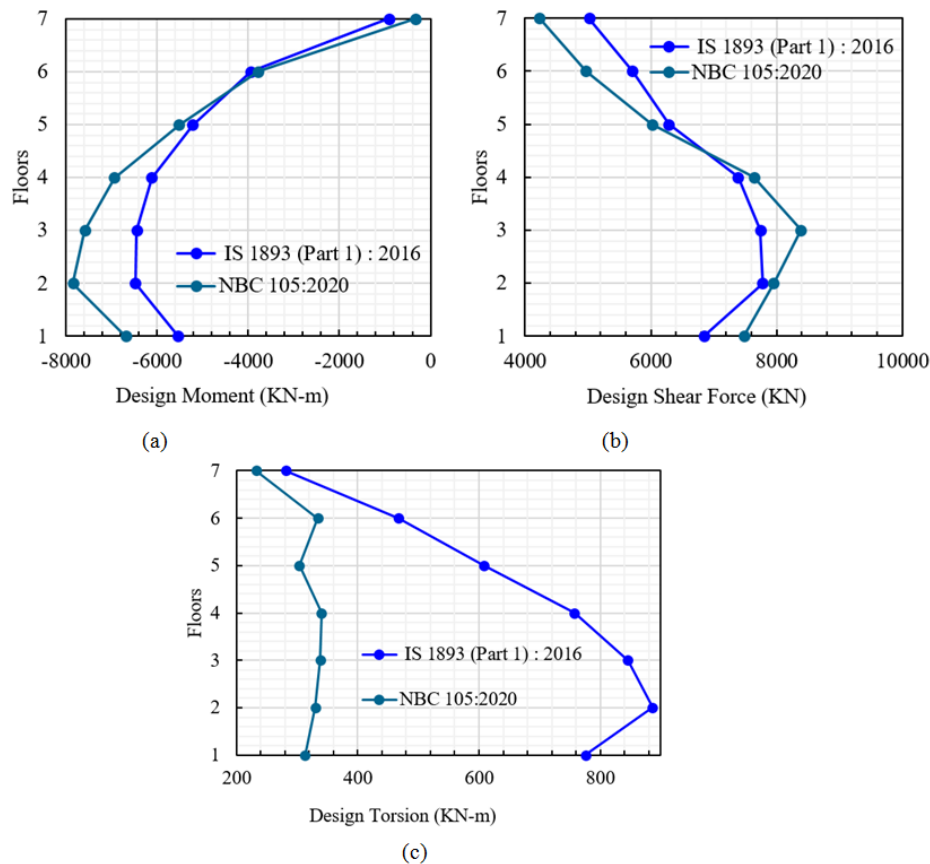 7
6
5
4
3
2
1
Floors
IS 1893 (Part 1) : 2016
NBC 105:2020
-8000 -6000 -4000 -2000 0
Design Moment (KN-m)
(a)
7
6
5
4
3
2
1
Floors
IS 1893 (Part 1) : 2016
NBC 105:2020
4000 6000 8000 10000
Design Shear Force (KN)
(b)
7
6
5
4
3
2
1
Floors
IS 1893 (Part 1) : 2016
NBC 105:2020
200 400 600 800
Design Torsion (KN-m)
(c)